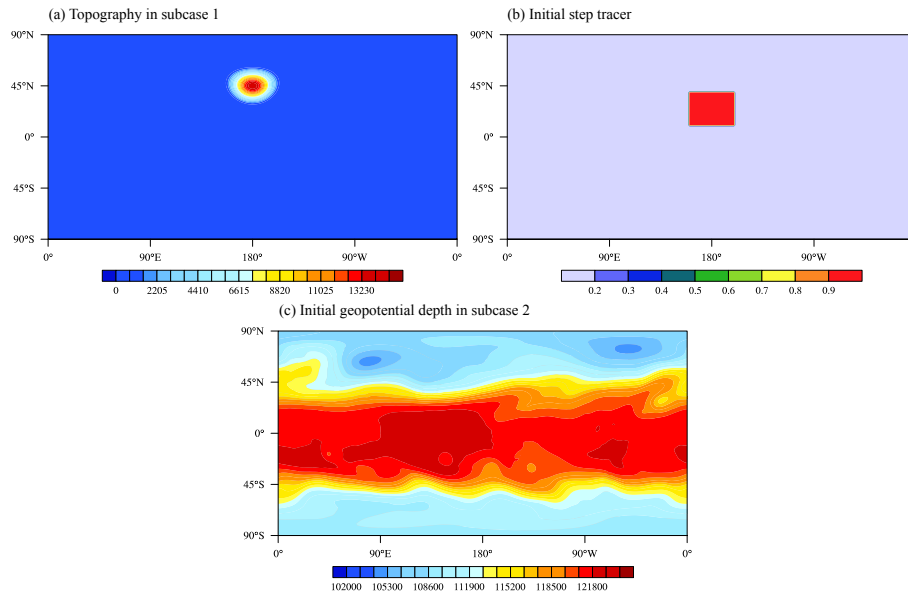 (a) Topography in subcase 1
90°N
45°N
0°
45°S
90°S
0° 90°E 180° 90°W 0°
0 2205 4410 6615 8820 11025 13230
(b) Initial step tracer
90°N
45°N
0°
45°S
90°S
0° 90°E 180° 90°W
0.2 0.3 0.4 0.5 0.6 0.7 0.8 0.9
(c) Initial geopotential depth in subcase 2
90°N
45°N
0°
45°S
90°S
0° 90°E 180° 90°W 0°
102000 105300 108600 111900 115200 118500 121800